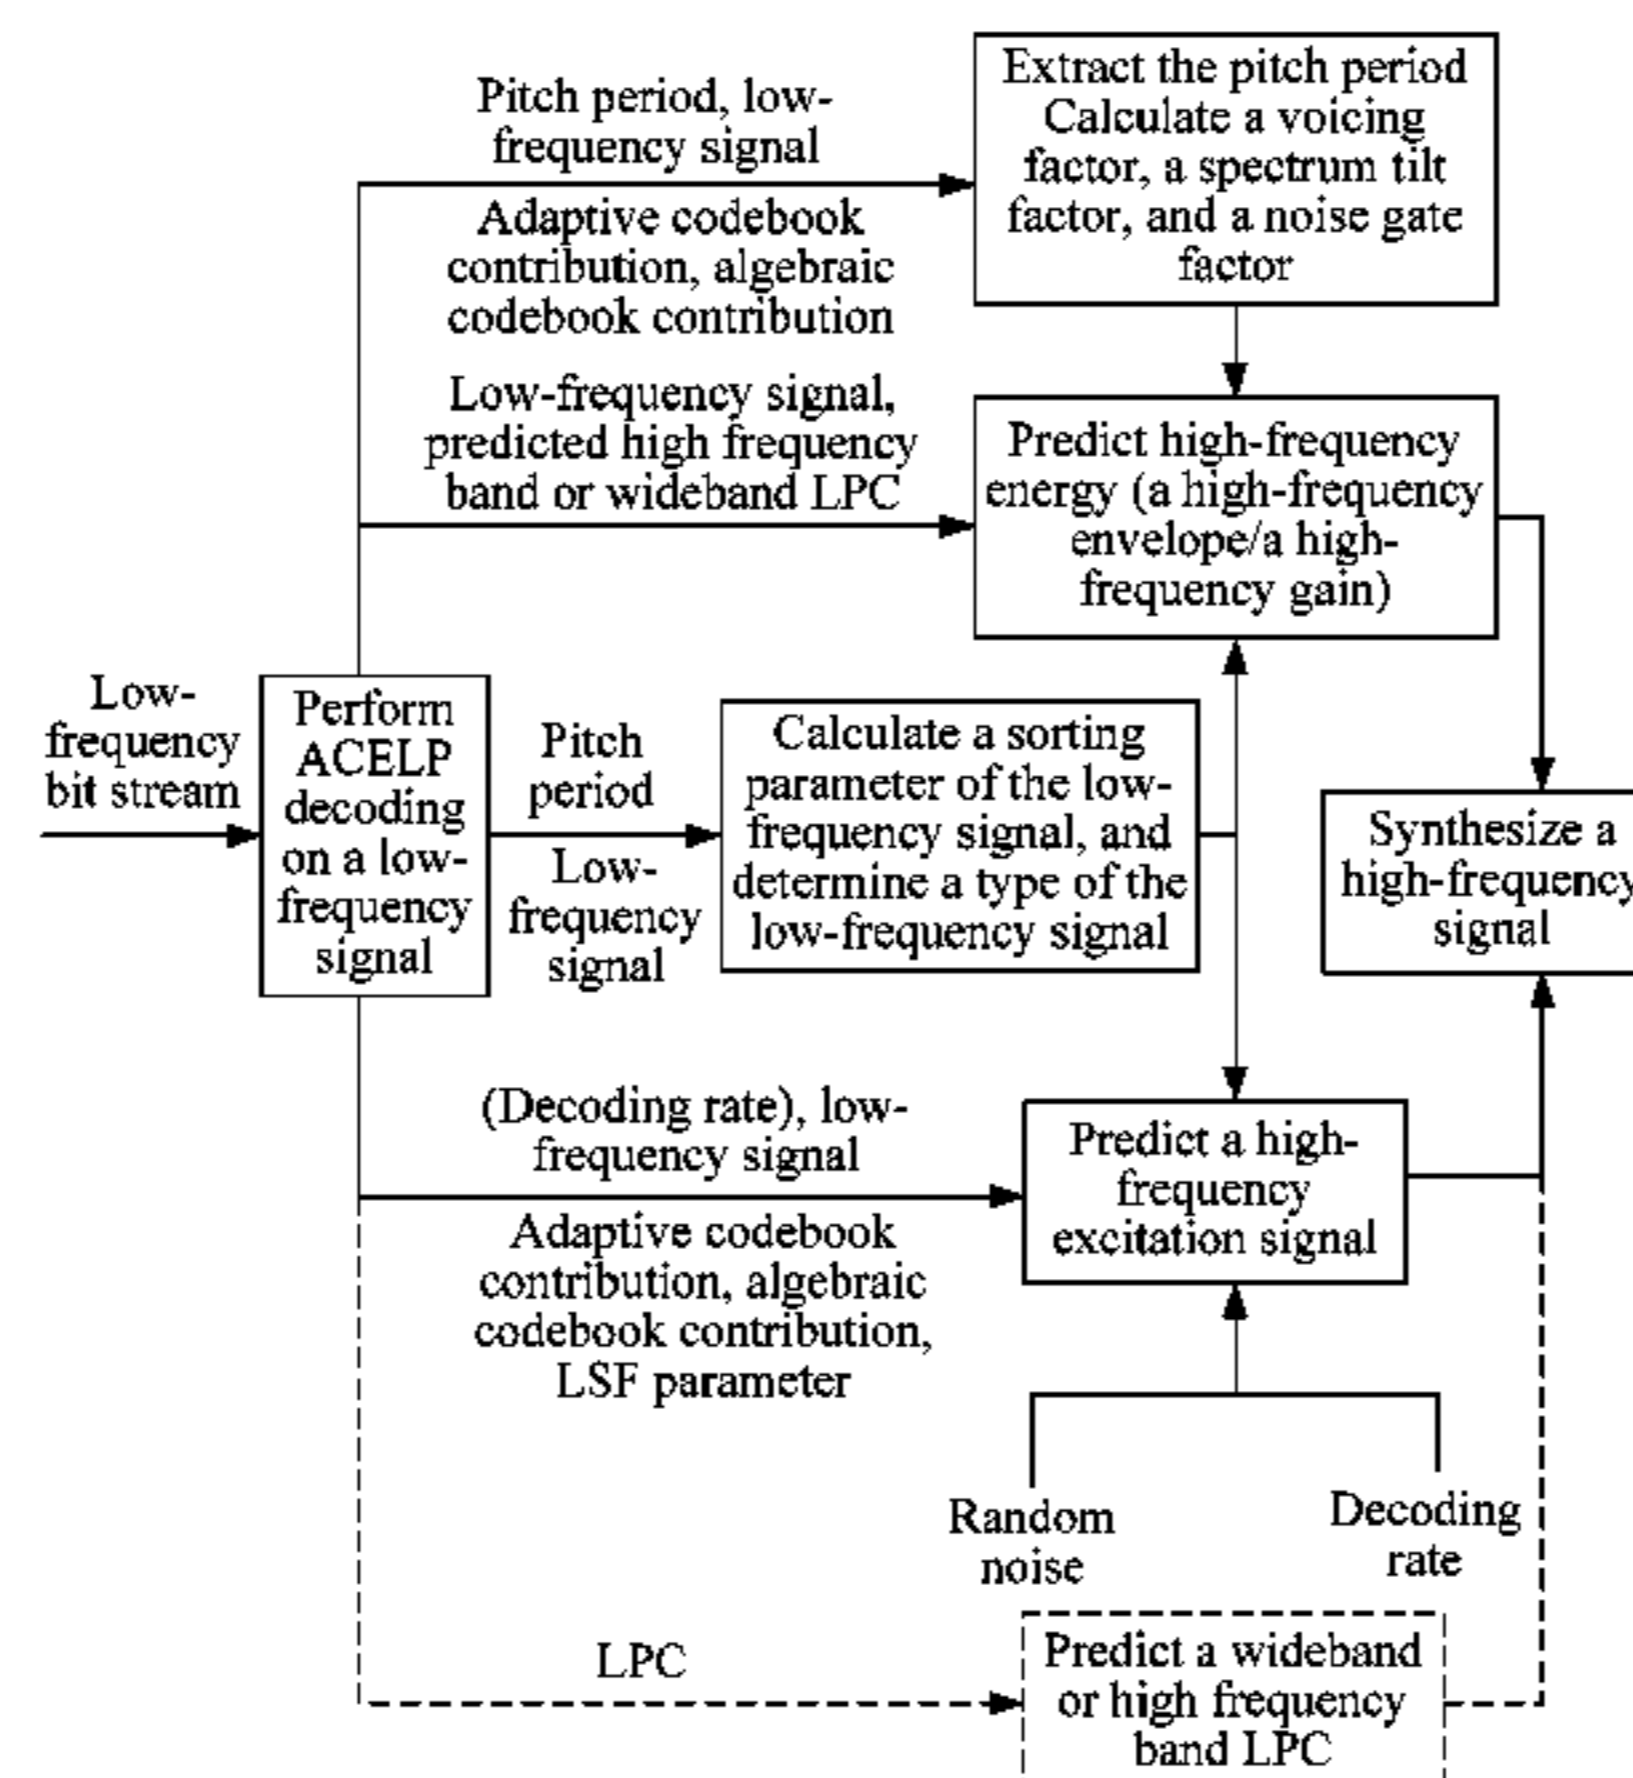 Pitch period, low-
frequency signal
Adaptive codebook
contribution, algebraic
codebook contribution
Extract the pitch period
Calculate a voicing
factor, a spectrum tilt
factor, and a noise gate
factor
Low-frequency signal,
predicted high frequency
band or wideband LPC
Predict high-frequency
energy (a high-frequency
envelope/a high-
frequency gain)
Low-
frequency
bit stream
Perform
ACELP
decoding
on a low-
frequency
signal
Pitch
period
Low-
frequency
signal
Calculate a sorting
parameter of the low-
frequency signal, and
determine a type of the
low-frequency signal
Synthesize a
high-frequency
signal
(Decoding rate), low-
frequency signal
Adaptive codebook
contribution, algebraic
codebook contribution,
LSF parameter
Predict a high-
frequency
excitation signal
Random
noise
Decoding
rate
LPC
Predict a wideband
or high frequency
band LPC